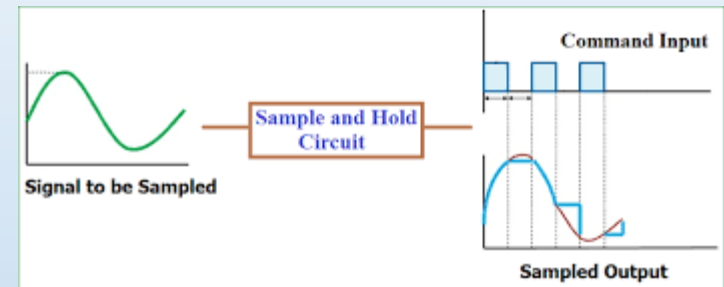 Command Input
Sample and Hold
Circuit
Signal to be Sampled
Sampled Output